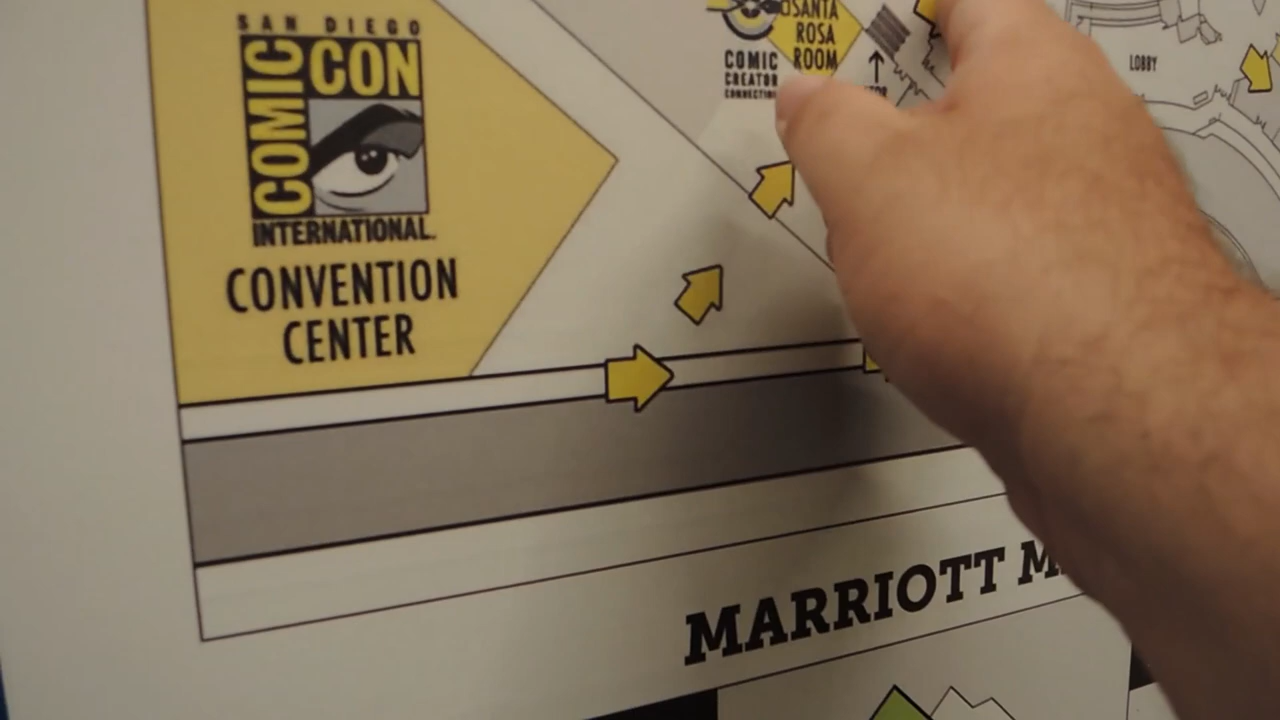 SAN DIEGO
COMIC
CON
INTERNATIONAL.
CONVENTION
CENTER
SANTA
ROSA
ROOM
COMIC
CREATOR
LOBBY
MARRIOTT